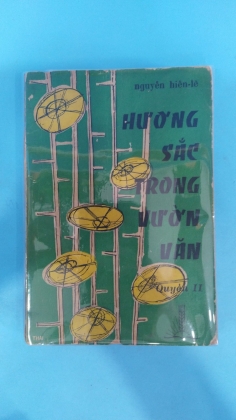 nguyễn hiến-lê
HƯƠNG
SẮC
TRONG
VƯỜN
VĂN
Quyển II